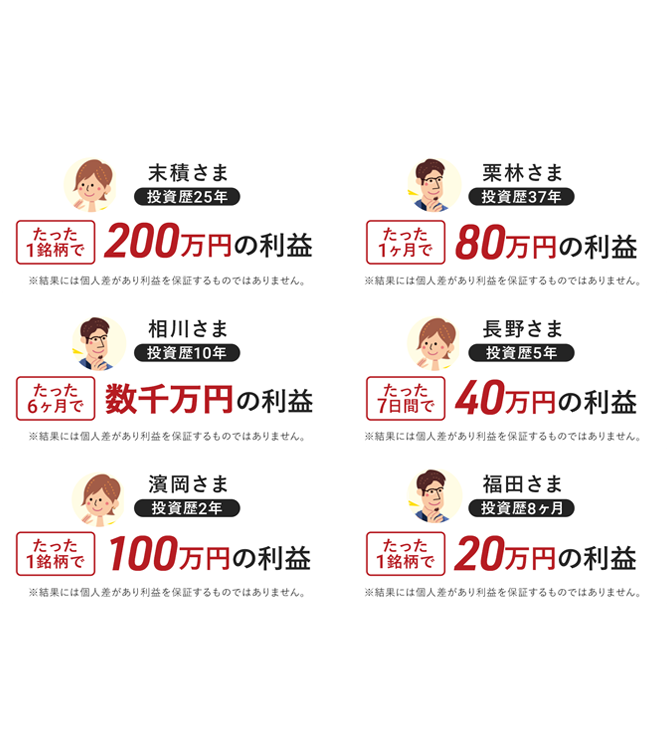 末積さま
投資歴25年
たった
1銘柄で
200万円の利益
※結果には個人差があり利益を保証するものではありません。
栗林さま
投資歴37年
たった
1ヶ月で
80万円の利益
※結果には個人差があり利益を保証するものではありません。
相川さま
投資歴10年
たった
6ヶ月で
数千万円の利益
※結果には個人差があり利益を保証するものではありません。
長野さま
投資歴5年
たった
7日間で
40万円の利益
※結果には個人差があり利益を保証するものではありません。
濱岡さま
投資歴2年
たった
1銘柄で
100万円の利益
※結果には個人差があり利益を保証するものではありません。
福田さま
投資歴8ヶ月
たった
1銘柄で
20万円の利益
※結果には個人差があり利益を保証するものではありません。